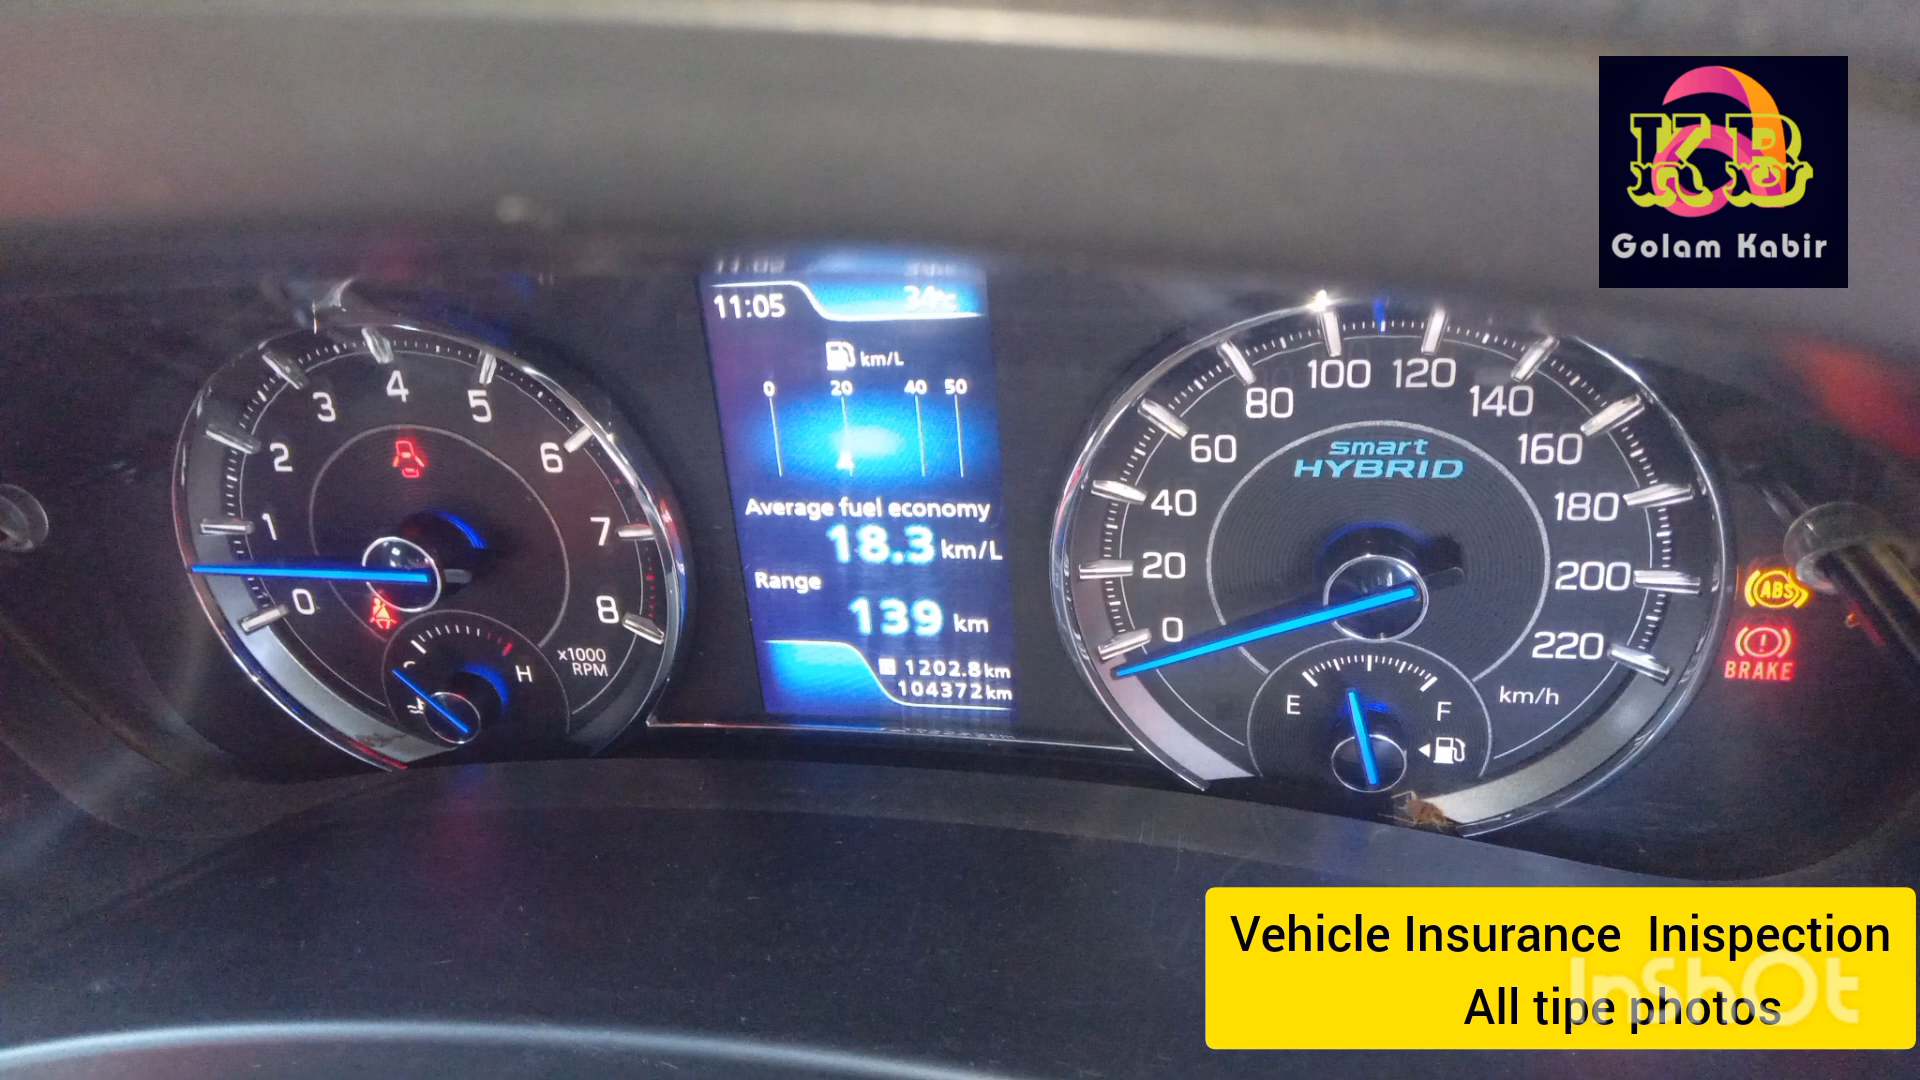 KB
Golam Kabir
11:05
34°C
km/L
0 20 40 50
Average fuel economy
18.3 km/L
Range
139 km
1202.8 km
104372 km
0 1 2 3 4 5 6 7 8
x1000
RPM
H
smart
HYBRID
0 20 40 60 80 100 120 140 160 180 200 220
km/h
E F
ABS
BRAKE
Vehicle Insurance Inispection
All tipe photos
InShOt